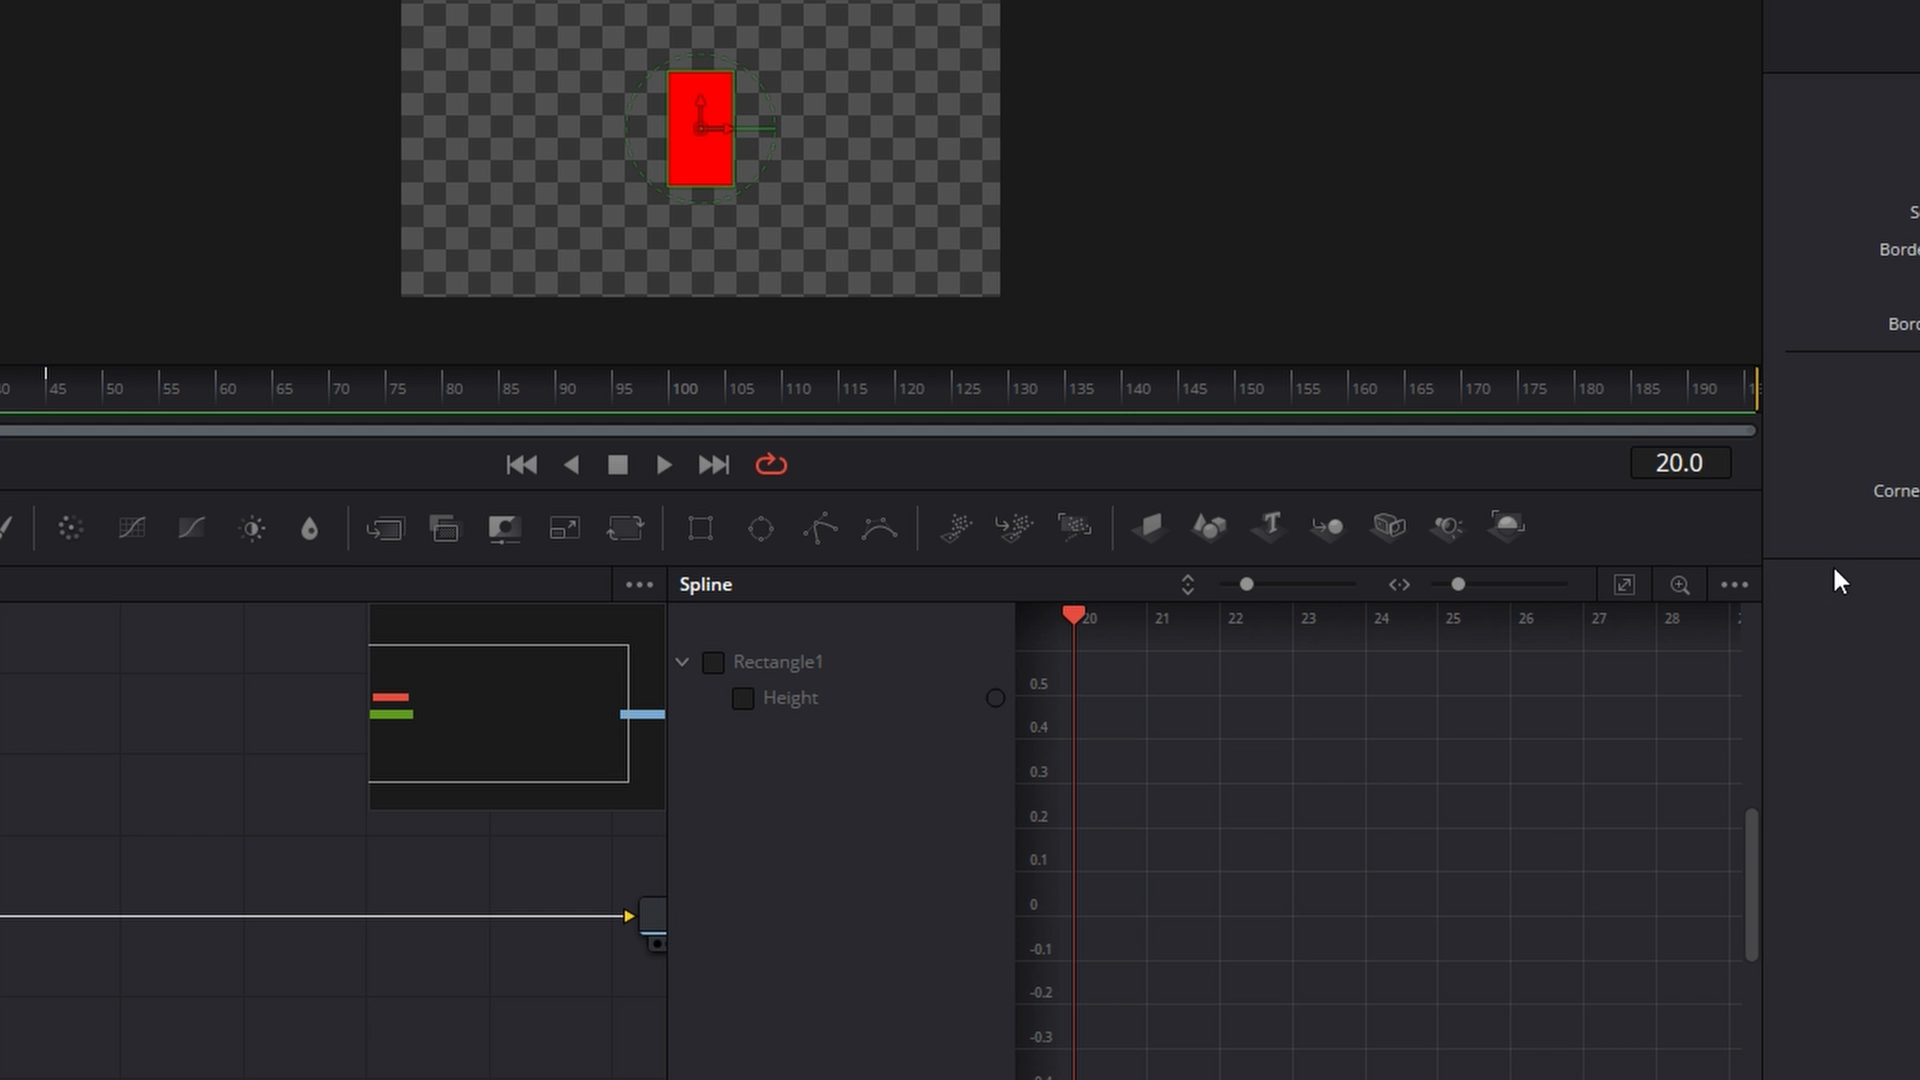 S
Borde
Bord
45 50 55 60 65 70 75 80 85 90 95 100 105 110 115 120 125 130 135 140 145 150 155 160 165 170 175 180 185 190
20.0
Corne
Spline
20 21 22 23 24 25 26 27 28
Rectangle1
0.5
Height
0.4
0.3
0.2
0.1
0
-0.1
-0.2
-0.3